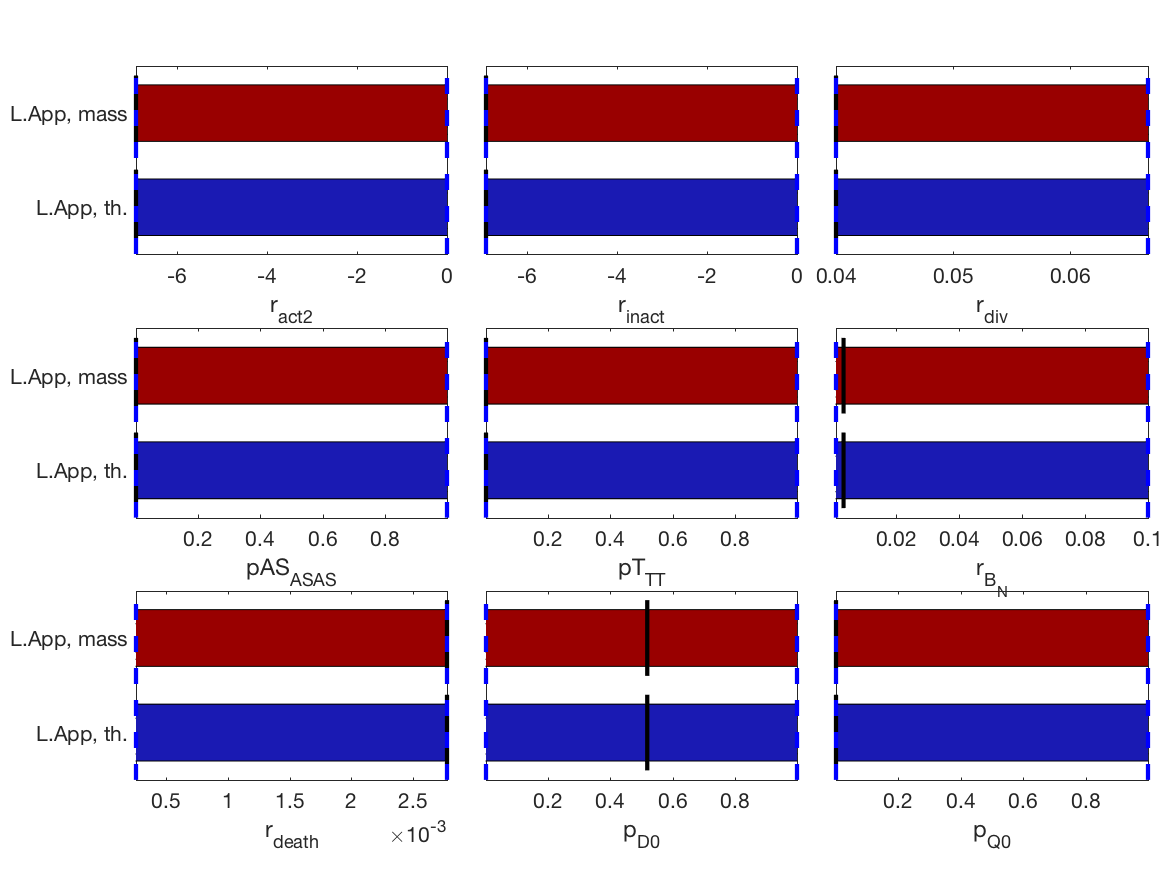 L.App, mass
L.App, th.
-6 -4 -2 0 -6 -4 -2 0 0.04 0.05 0.06
r_act2 r_inact r_div
L.App, mass
L.App, th.
0.2 0.4 0.6 0.8 0.2 0.4 0.6 0.8 0.02 0.04 0.06 0.08 0.1
pAS_ASAS pT_TT r_B_N
L.App, mass
L.App, th.
0.5 1 1.5 2 2.5 0.2 0.4 0.6 0.8 0.2 0.4 0.6 0.8
r_death ×10^-3 p_D0 p_Q0